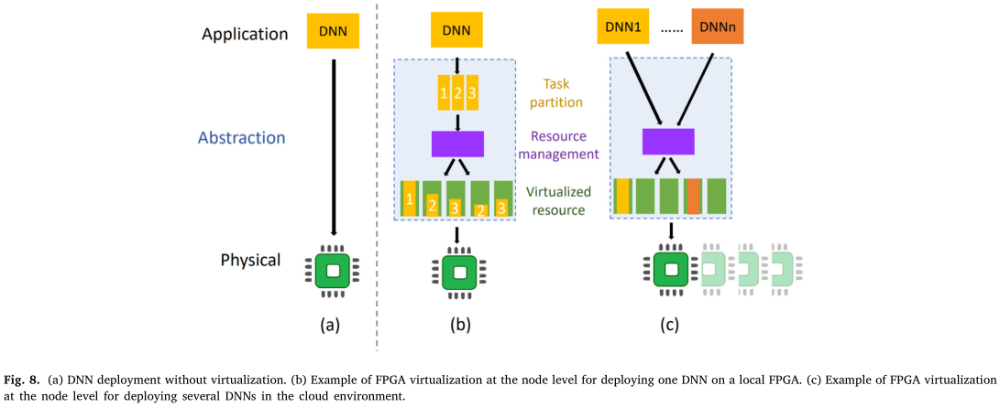 Application
DNN
DNN
DNN1
......
DNNn
1 2 3
Task
partition
Abstraction
Resource
management
Virtualized
resource
1
2
3
2
3
Physical
(a)
(b)
(c)
Fig. 8. (a) DNN deployment without virtualization. (b) Example of FPGA virtualization at the node level for deploying one DNN on a local FPGA. (c) Example of FPGA virtualization
at the node level for deploying several DNNs in the cloud environment.